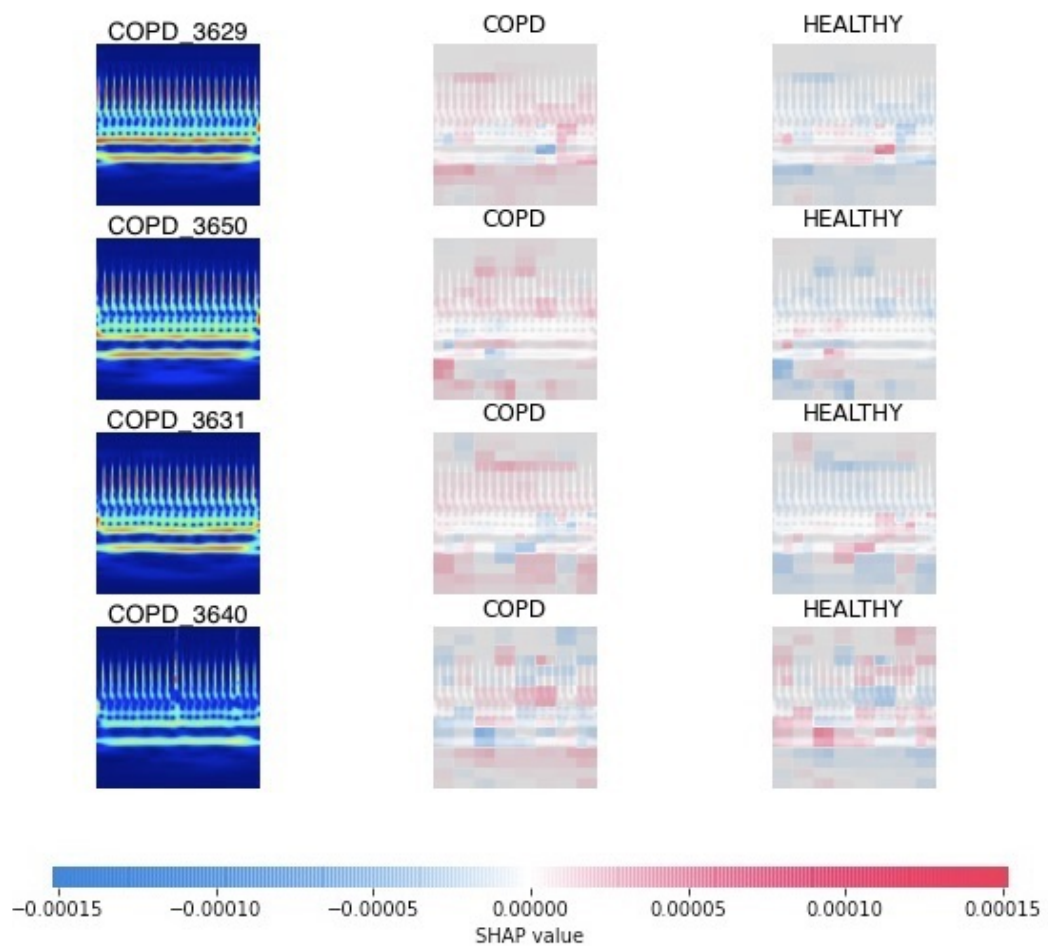 COPD_3629 COPD HEALTHY
COPD_3650 COPD HEALTHY
COPD_3631 COPD HEALTHY
COPD_3640 COPD HEALTHY
−0.00015 −0.00010 −0.00005 0.00000 0.00005 0.00010 0.00015
SHAP value